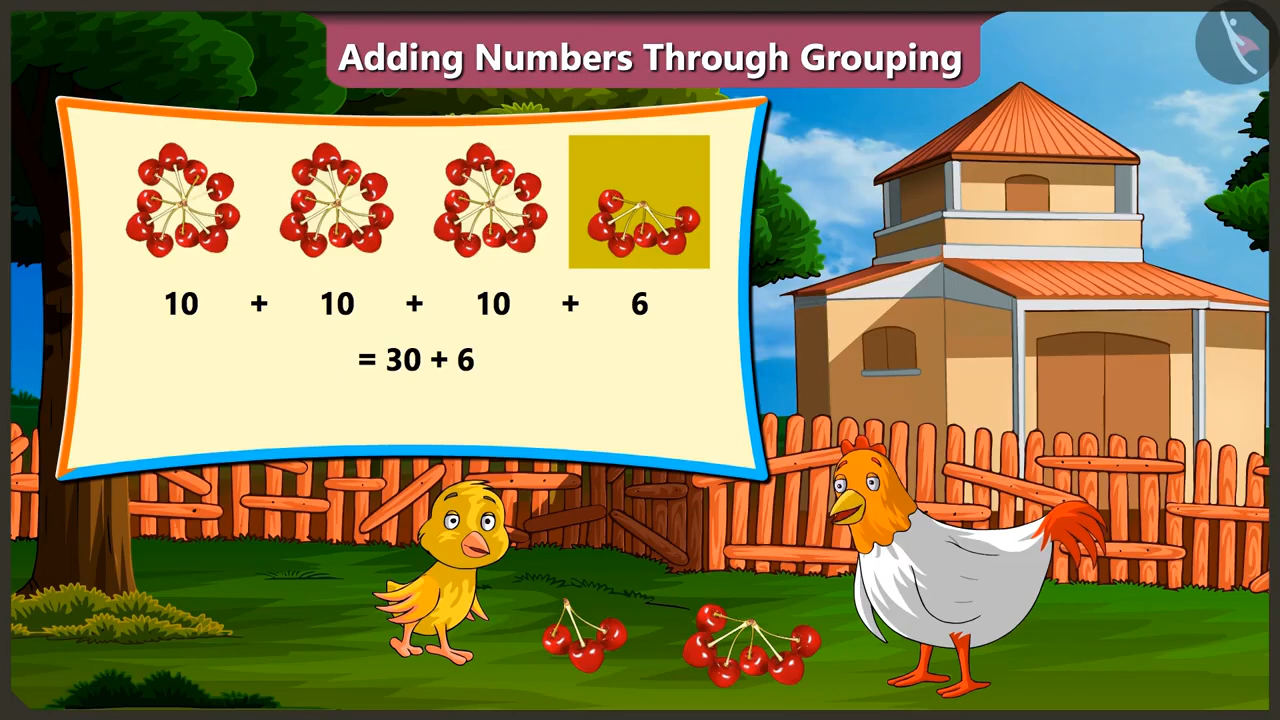 Adding Numbers Through Grouping
10 + 10 + 10 + 6
= 30 + 6